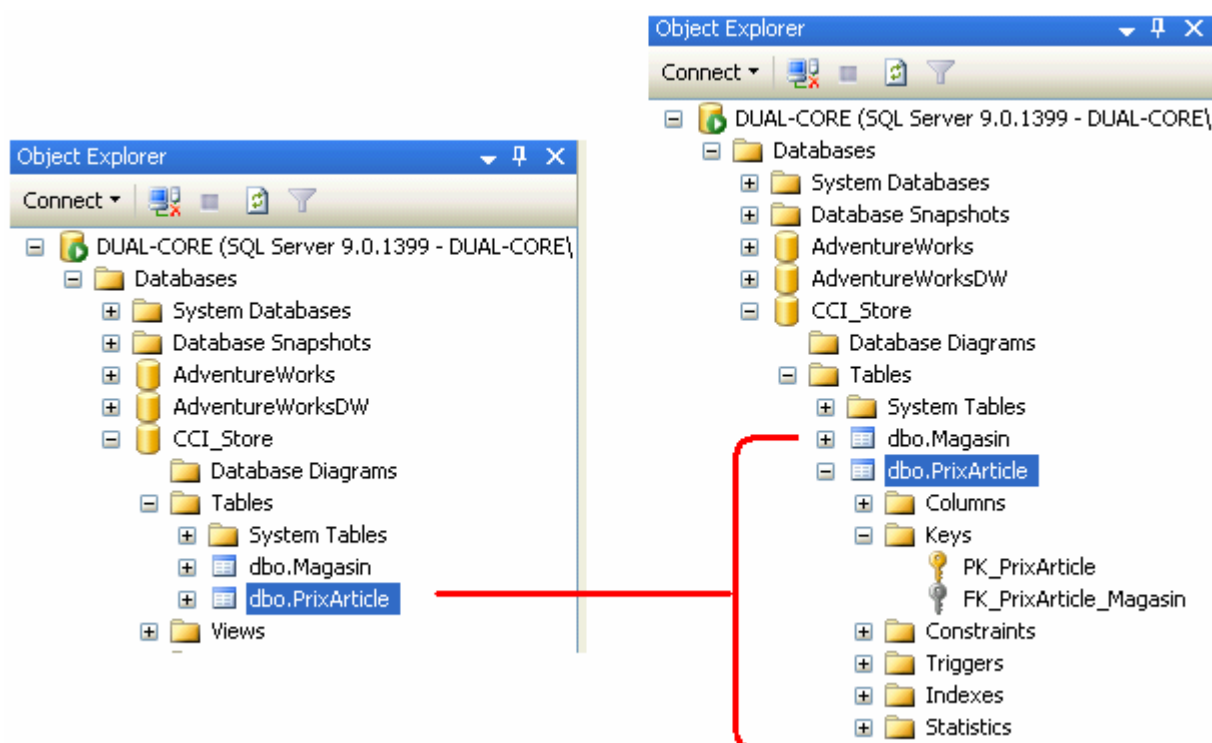 Object Explorer
Connect
DUAL-CORE (SQL Server 9.0.1399 - DUAL-CORE\
Databases
System Databases
Database Snapshots
AdventureWorks
AdventureWorksDW
CCI_Store
Database Diagrams
Tables
System Tables
dbo.Magasin
dbo.PrixArticle
Views
Object Explorer
Connect
DUAL-CORE (SQL Server 9.0.1399 - DUAL-CORE\
Databases
System Databases
Database Snapshots
AdventureWorks
AdventureWorksDW
CCI_Store
Database Diagrams
Tables
System Tables
dbo.Magasin
dbo.PrixArticle
Columns
Keys
PK_PrixArticle
FK_PrixArticle_Magasin
Constraints
Triggers
Indexes
Statistics